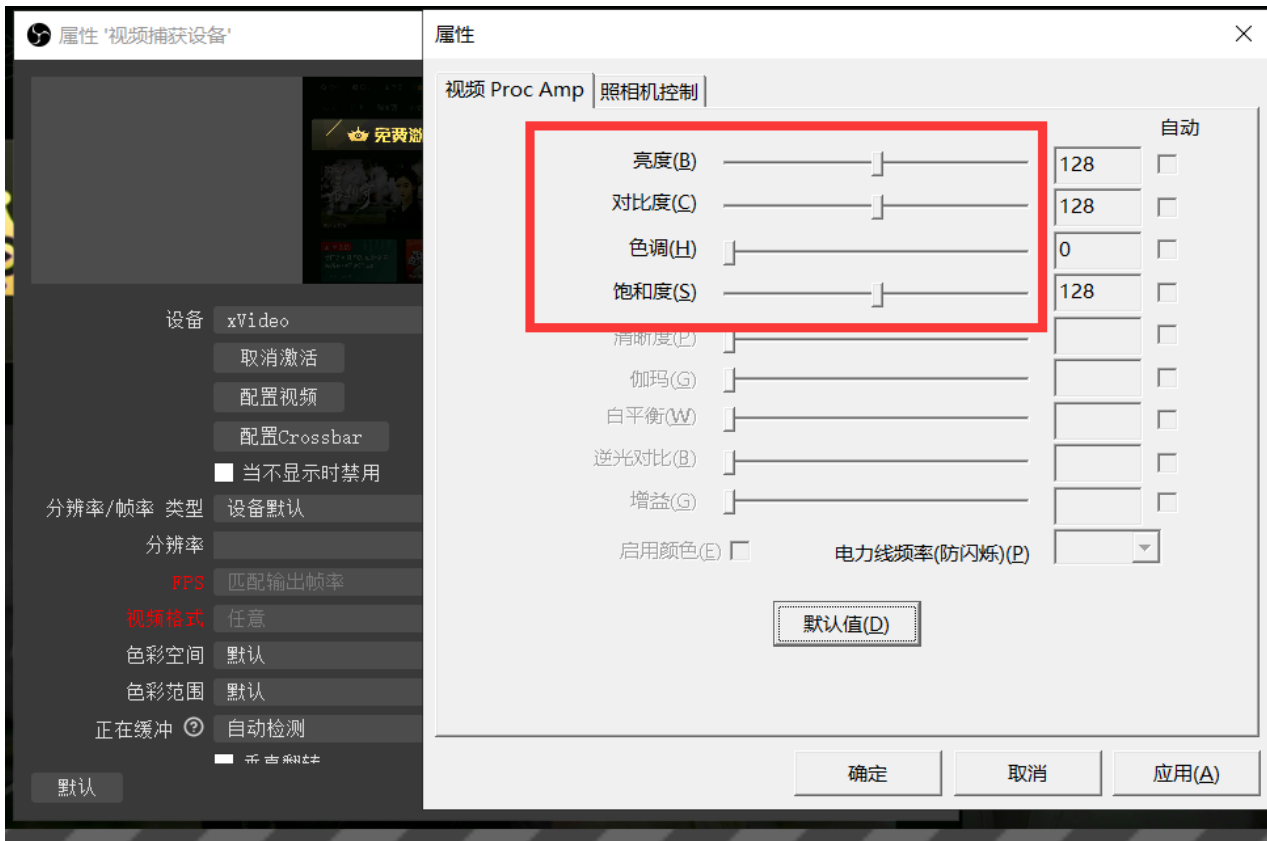 属性 '视频捕获设备'
免费激
设备 xVideo
取消激活
配置视频
配置Crossbar
当不显示时禁用
分辨率/帧率 类型 设备默认
分辨率
FPS 匹配输出帧率
视频格式 任意
色彩空间 默认
色彩范围 默认
正在缓冲 ? 自动检测
垂直翻转
默认
属性
视频 Proc Amp 照相机控制
自动
亮度(B) 128
对比度(C) 128
色调(H) 0
饱和度(S) 128
清晰度(P)
伽玛(G)
白平衡(W)
逆光对比(B)
增益(G)
启用颜色(E) 电力线频率(防闪烁)(P)
默认值(D)
确定 取消 应用(A)